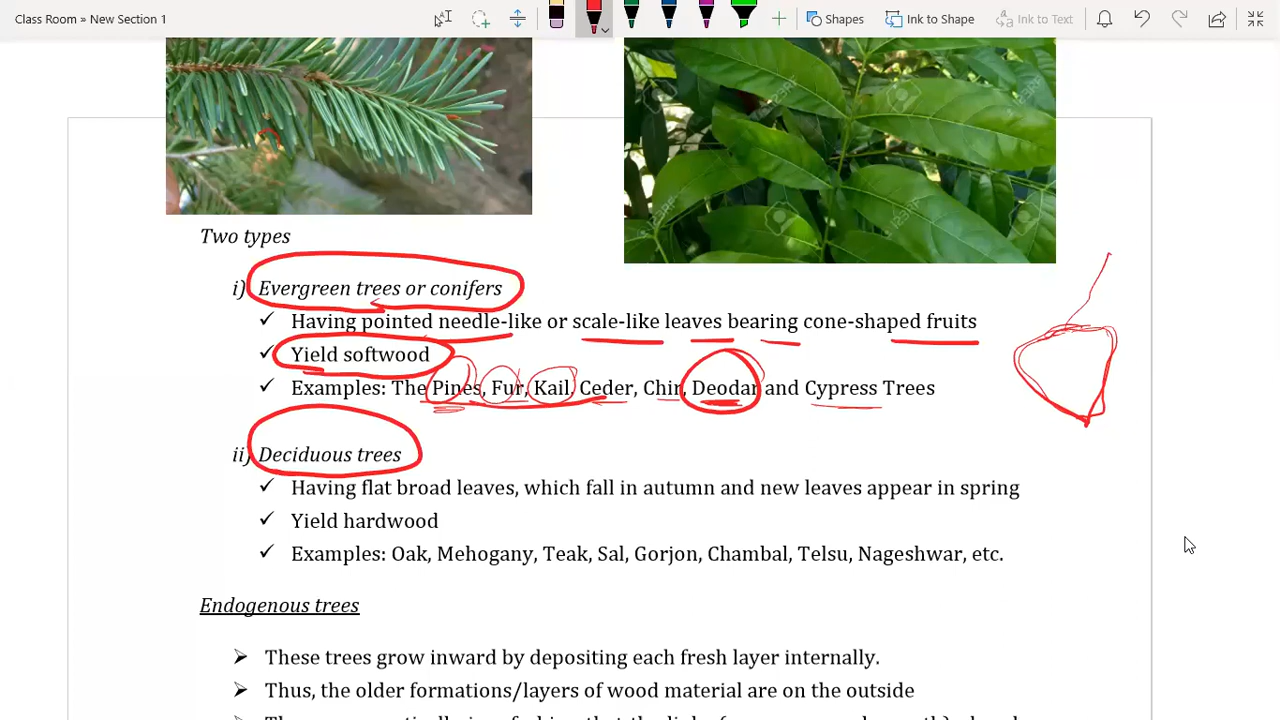 Class Room » New Section 1
Shapes
Ink to Shape
Ink to Text
123RF
123RF
123RF
Two types
i) Evergreen trees or conifers
✓ Having pointed needle-like or scale-like leaves bearing cone-shaped fruits
✓ Yield softwood
✓ Examples: The Pines, Fur, Kail, Ceder, Chir, Deodar and Cypress Trees
ii) Deciduous trees
✓ Having flat broad leaves, which fall in autumn and new leaves appear in spring
✓ Yield hardwood
✓ Examples: Oak, Mehogany, Teak, Sal, Gorjon, Chambal, Telsu, Nageshwar, etc.
Endogenous trees
➢ These trees grow inward by depositing each fresh layer internally.
➢ Thus, the older formations/layers of wood material are on the outside